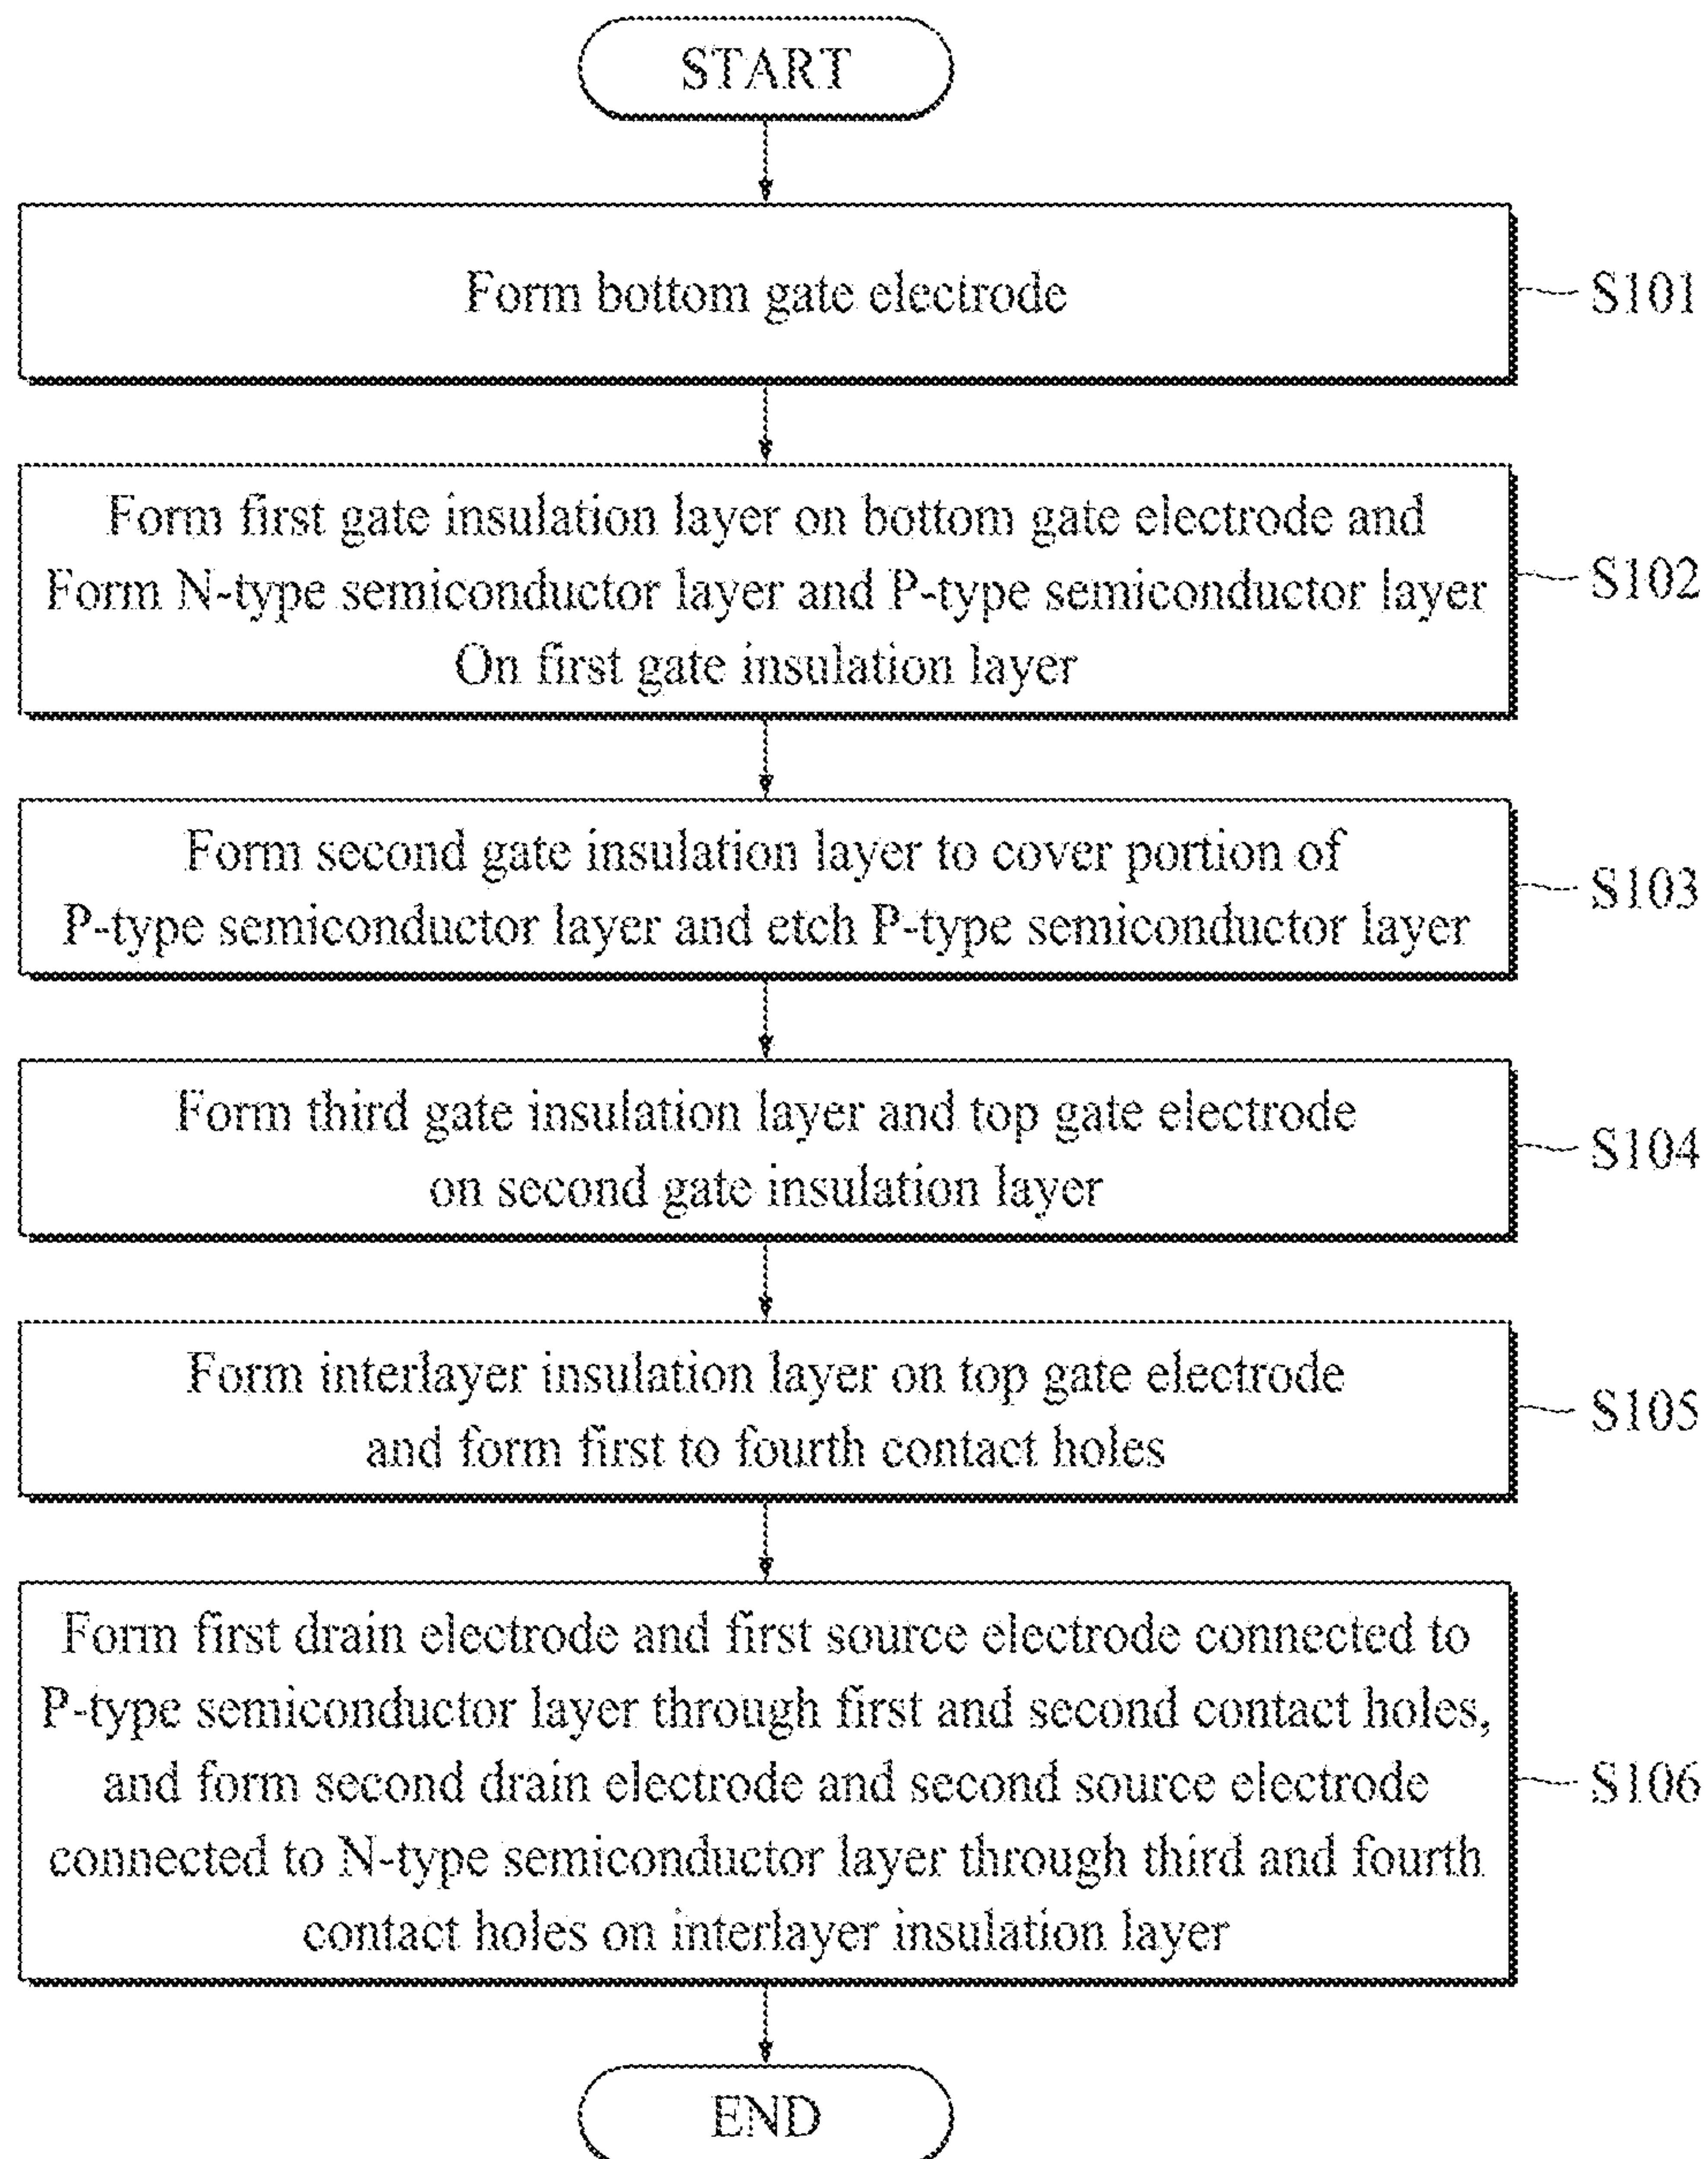 START
Form bottom gate electrode
S101
Form first gate insulation layer on bottom gate electrode and
Form N-type semiconductor layer and P-type semiconductor layer
On first gate insulation layer
S102
Form second gate insulation layer to cover portion of
P-type semiconductor layer and etch P-type semiconductor layer
S103
Form third gate insulation layer and top gate electrode
on second gate insulation layer
S104
Form interlayer insulation layer on top gate electrode
and form first to fourth contact holes
S105
Form first drain electrode and first source electrode connected to
P-type semiconductor layer through first and second contact holes,
and form second drain electrode and second source electrode
connected to N-type semiconductor layer through third and fourth
contact holes on interlayer insulation layer
S106
END